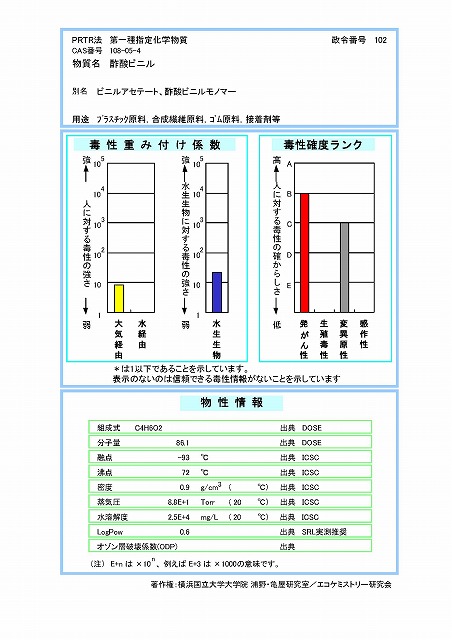 PRTR法 第一種指定化学物質 政令番号 102
CAS番号 108-05-4
物質名 酢酸ビニル
別名 ビニルアセテート、酢酸ビニルモノマー
用途 プラスチック原料, 合成繊維原料, ゴム原料, 接着剤等
毒性重み付け係数
毒性確度ランク
強 人に対する毒性の強さ 弱
10^5
10^4
10^3
10^2
10
1
大気経由
水経由
強 水生生物に対する毒性の強さ 弱
10^5
10^4
10^3
10^2
10
1
水生生物
高 人に対する毒性の確からしさ 低
A
B
C
D
E
発がん性
生殖毒性
変異原性
感作性
*は1以下であることを示しています。
表示のないのは信頼できる毒性情報がないことを示しています
物性情報
組成式 C4H6O2 出典 DOSE
分子量 86.1 出典 DOSE
融点 -93 ℃ 出典 ICSC
沸点 72 ℃ 出典 ICSC
密度 0.9 g/cm3 ( ℃) 出典 ICSC
蒸気圧 8.8E+1 Torr (20 ℃) 出典 ICSC
水溶解度 2.5E+4 mg/L (20 ℃) 出典 ICSC
LogPow 0.6 出典 SRL実測推奨
オゾン層破壊係数(ODP) 出典
(注) E+n は ×10^n、例えば E+3 は ×1000の意味です。
著作権:横浜国立大学大学院 浦野・亀屋研究室/エコケミストリー研究会